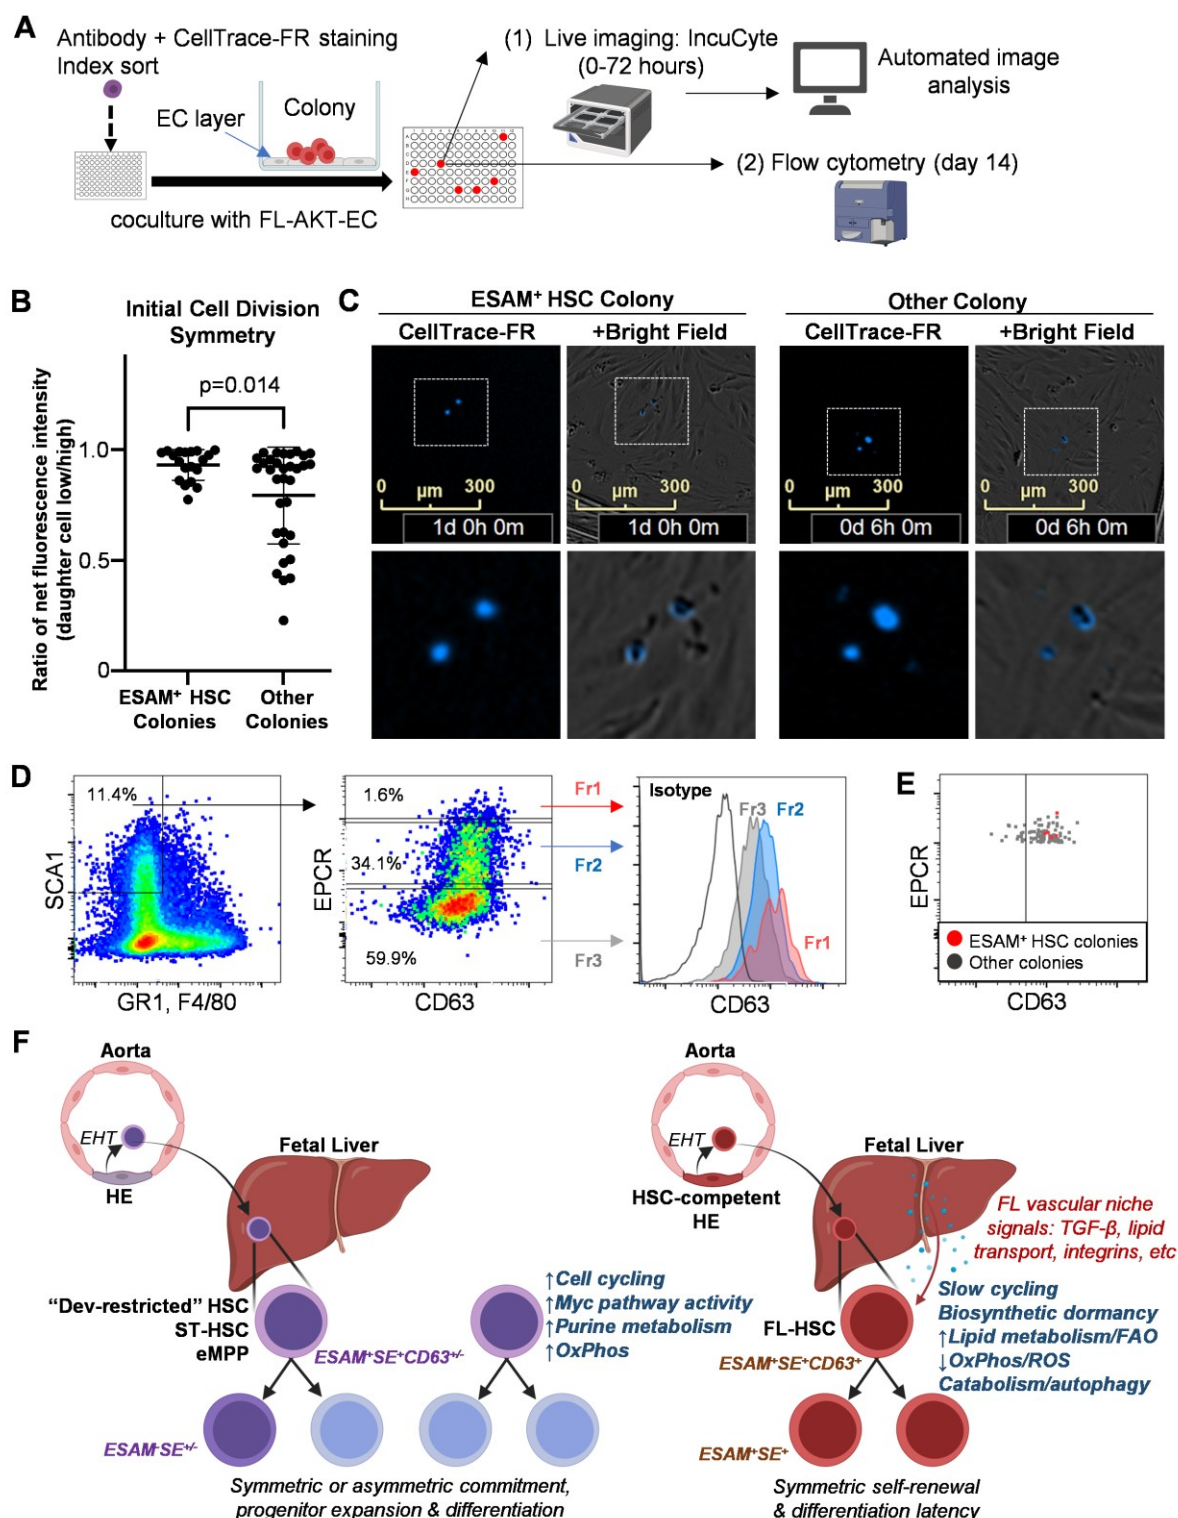 A
Antibody + CellTrace-FR staining
Index sort
EC layer
Colony
coculture with FL-AKT-EC
(1) Live imaging: IncuCyte
(0-72 hours)
Automated image
analysis
(2) Flow cytometry (day 14)
B
Initial Cell Division
Symmetry
p=0.014
Ratio of net fluorescence intensity
(daughter cell low/high)
1.0
0.5
0
ESAM⁺ HSC
Colonies
Other
Colonies
C
ESAM⁺ HSC Colony
Other Colony
CellTrace-FR
+Bright Field
CellTrace-FR
+Bright Field
0 µm 300
1d 0h 0m
0 µm 300
1d 0h 0m
0 µm 300
0d 6h 0m
0 µm 300
0d 6h 0m
D
11.4%
SCA1
GR1, F4/80
1.6%
34.1%
59.9%
EPCR
CD63
Fr1
Fr2
Fr3
Isotype
Fr3
Fr2
Fr1
CD63
E
EPCR
ESAM⁺ HSC colonies
Other colonies
CD63
F
Aorta
EHT
HE
Fetal Liver
"Dev-restricted" HSC
ST-HSC
eMPP
ESAM⁺SE⁺CD63⁺/⁻
↑Cell cycling
↑Myc pathway activity
↑Purine metabolism
↑OxPhos
ESAM⁻SE⁺/⁻
Symmetric or asymmetric commitment,
progenitor expansion & differentiation
Aorta
EHT
HSC-competent
HE
Fetal Liver
FL vascular niche
signals: TGF-β, lipid
transport, integrins, etc
FL-HSC
ESAM⁺SE⁺CD63⁺
Slow cycling
Biosynthetic dormancy
↑Lipid metabolism/FAO
↓OxPhos/ROS
Catabolism/autophagy
ESAM⁺SE⁺
Symmetric self-renewal
& differentiation latency